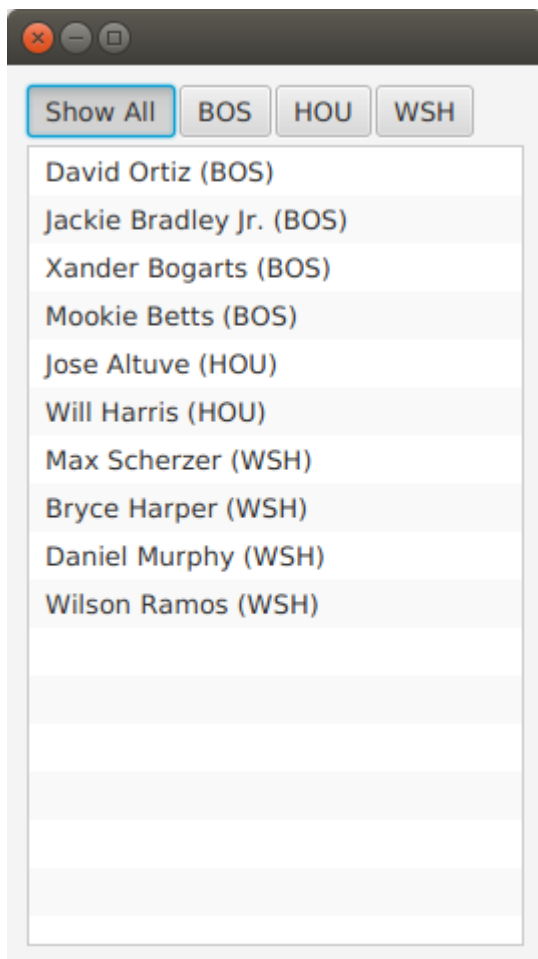 Show All BOS HOU WSH
David Ortiz (BOS)
Jackie Bradley Jr. (BOS)
Xander Bogarts (BOS)
Mookie Betts (BOS)
Jose Altuve (HOU)
Will Harris (HOU)
Max Scherzer (WSH)
Bryce Harper (WSH)
Daniel Murphy (WSH)
Wilson Ramos (WSH)